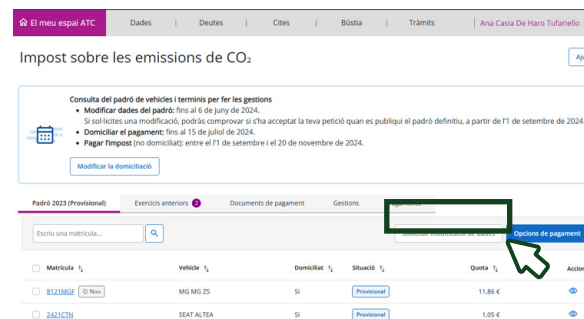 El meu espai ATC Dades | Deutes | Cites | Bústia | Tràmits | Ana Casia De Haro Tufariello
Impost sobre les emissions de CO₂
Consulta del padró de vehicles i terminis per fer les gestions
• Modificar dades del padró: fins al 6 de juny de 2024.
Si sol·licites una modificació, podràs comprovar si s'ha acceptat la teva petició quan es publiqui el padró definitiu, a partir de l'1 de setembre de 2024.
• Domiciliar el pagament: fins al 15 de juliol de 2024.
• Pagar l'impost (no domiciliat): entre el l'1 de setembre i el 20 de novembre de 2024.
Modificar la domiciliació
Padró 2023 (Provisional) Exercicis anteriors 2 Documents de pagament Gestions
Escriu una matrícula... modificació de dades Opcions de pagament
Matrícula Vehicle Domiciliat Situació Quota Accion
8121MGF Nou MG MG ZS Sí Provisional 11,86 €
2421CTN SEAT ALTEA Sí Provisional 1,05 €